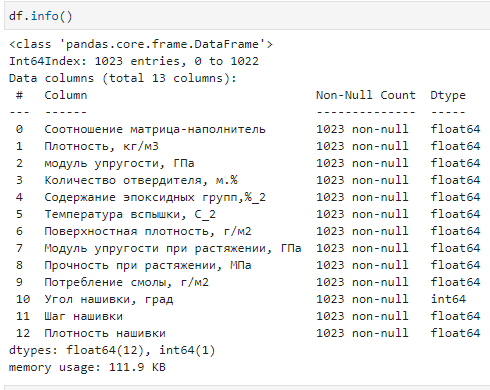 df.info()
<class 'pandas.core.frame.DataFrame'>
Int64Index: 1023 entries, 0 to 1022
Data columns (total 13 columns):
 #   Column                                Non-Null Count  Dtype
---  ------                                --------------  -----
 0   Соотношение матрица-наполнитель       1023 non-null   float64
 1   Плотность, кг/м3                      1023 non-null   float64
 2   модуль упругости, ГПа                 1023 non-null   float64
 3   Количество отвердителя, м.%           1023 non-null   float64
 4   Содержание эпоксидных групп,%_2       1023 non-null   float64
 5   Температура вспышки, С_2              1023 non-null   float64
 6   Поверхностная плотность, г/м2         1023 non-null   float64
 7   Модуль упругости при растяжении, ГПа  1023 non-null   float64
 8   Прочность при растяжении, МПа         1023 non-null   float64
 9   Потребление смолы, г/м2               1023 non-null   float64
 10  Угол нашивки, град                    1023 non-null   int64
 11  Шаг нашивки                           1023 non-null   float64
 12  Плотность нашивки                     1023 non-null   float64
dtypes: float64(12), int64(1)
memory usage: 111.9 KB